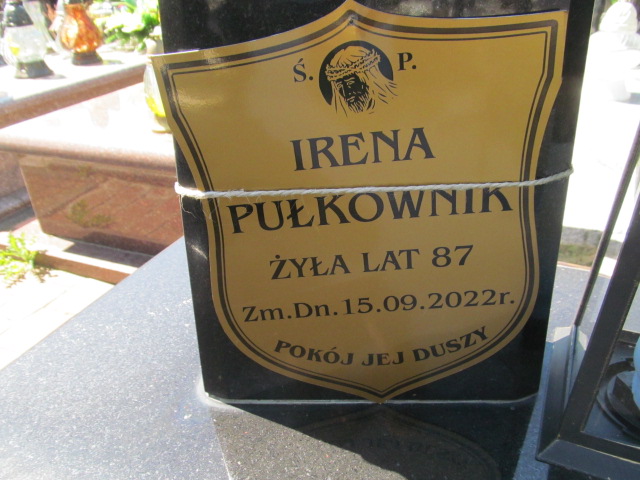 Ś. P.
IRENA
PUŁKOWNIK
ŻYŁA LAT 87
Zm.Dn.15.09.2022r.
POKÓJ JEJ DUSZY